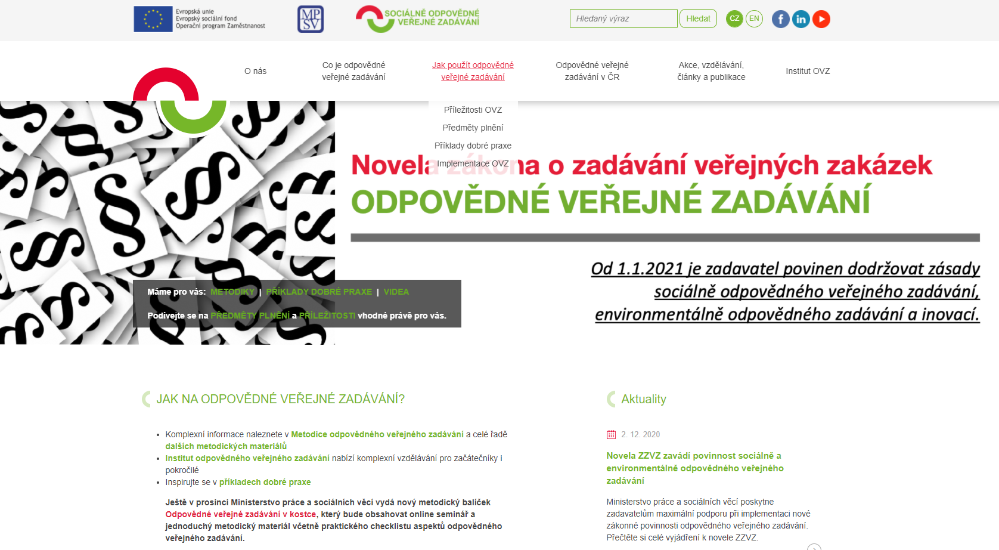 Evropská unie
Evropský sociální fond
Operační program Zaměstnanost
MP
SV
SOCIÁLNĚ ODPOVĚDNÉ
VEŘEJNÉ ZADÁVÁNÍ
Hledaný výraz
Hledat
CZ
EN
f
in
O nás
Co je odpovědné
veřejné zadávání
Jak použít odpovědné
veřejné zadávání
Odpovědné veřejné
zadávání v ČR
Akce, vzdělávání,
články a publikace
Institut OVZ
Příležitosti OVZ
Předměty plnění
Příklady dobré praxe
Implementace OVZ
Novela zákona o zadávání veřejných zakázek
ODPOVĚDNÉ VEŘEJNÉ ZADÁVÁNÍ
Od 1.1.2021 je zadavatel povinen dodržovat zásady
sociálně odpovědného veřejného zadávání,
environmentálně odpovědného zadávání a inovací.
Máme pro vás: METODIKY | PŘÍKLADY DOBRÉ PRAXE | VIDEA
Podívejte se na PŘEDMĚTY PLNĚNÍ a PŘÍLEŽITOSTI vhodné právě pro vás.
JAK NA ODPOVĚDNÉ VEŘEJNÉ ZADÁVÁNÍ?
• Komplexní informace naleznete v Metodice odpovědného veřejného zadávání a celé řadě
dalších metodických materiálů
• Institut odpovědného veřejného zadávání nabízí komplexní vzdělávání pro začátečníky i
pokročilé
• Inspirujte se v příkladech dobré praxe
Ještě v prosinci Ministerstvo práce a sociálních věcí vydá nový metodický balíček
Odpovědné veřejné zadávání v kostce, který bude obsahovat online seminář a
jednoduchý metodický materiál včetně praktického checklistu aspektů odpovědného
veřejného zadávání.
Aktuality
2. 12. 2020
Novela ZZVZ zavádí povinnost sociálně a
environmentálně odpovědného veřejného
zadávání
Ministerstvo práce a sociálních věcí poskytne
zadavatelům maximální podporu při implementaci nové
zákonné povinnosti odpovědného veřejného zadávání.
Přečtěte si celé vyjádření k novele ZZVZ.